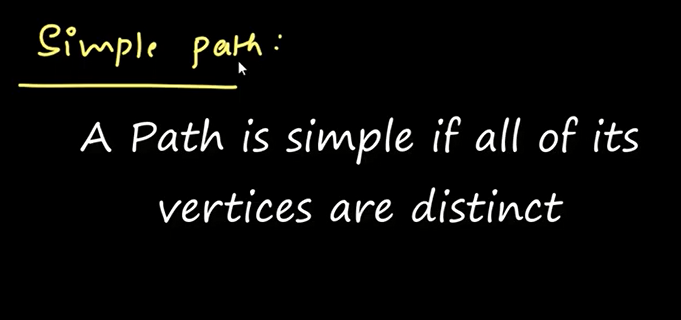 Simple path:
A Path is simple if all of its
vertices are distinct